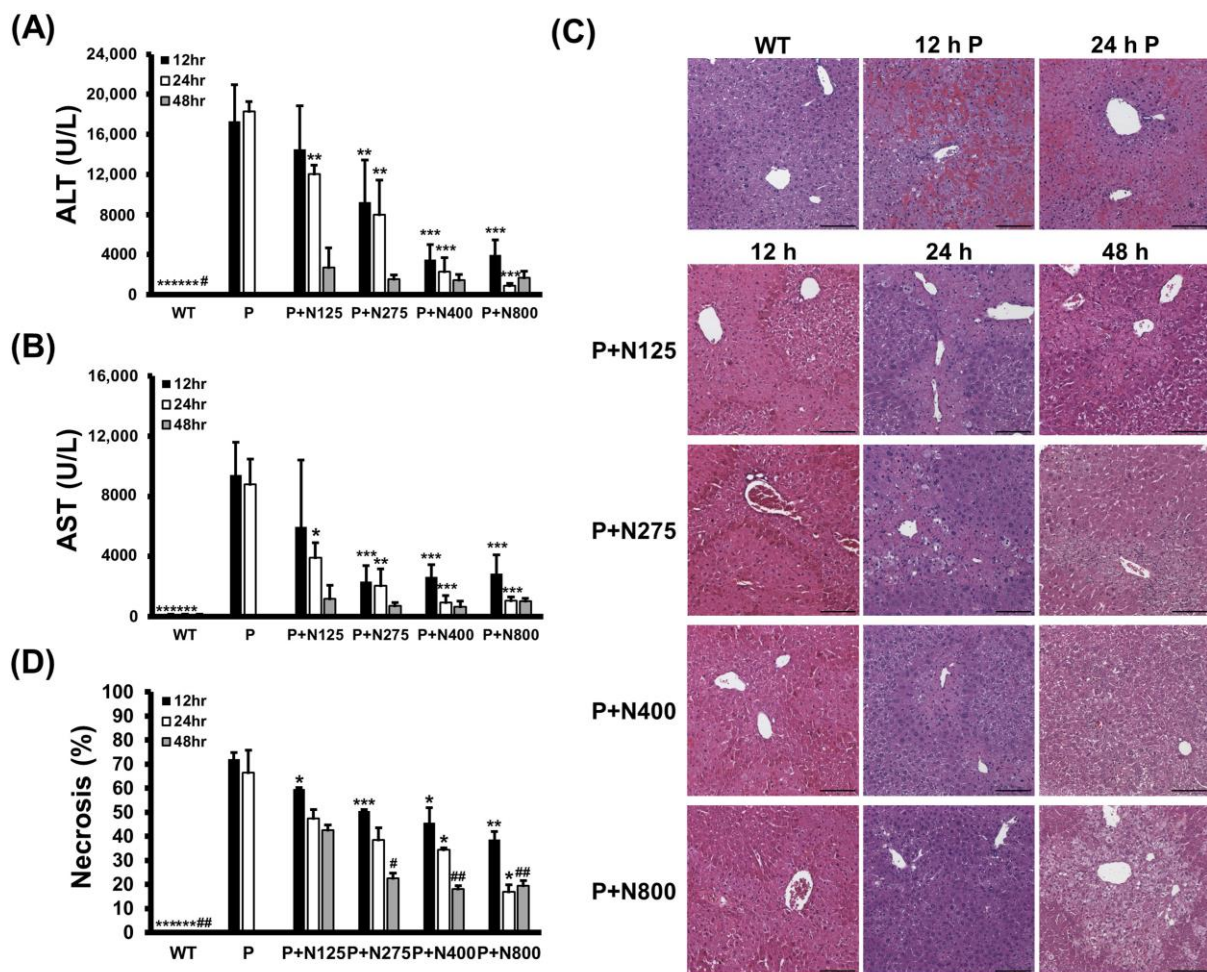 (A)
24,000
20,000
16,000
12,000
8000
4000
0
ALT (U/L)
12hr
24hr
48hr
******#
**
**
**
***
***
***
***
WT P P+N125 P+N275 P+N400 P+N800
(B)
16,000
12,000
8000
4000
0
AST (U/L)
12hr
24hr
48hr
******
*
***
**
***
***
***
***
WT P P+N125 P+N275 P+N400 P+N800
(D)
100
90
80
70
60
50
40
30
20
10
0
Necrosis (%)
12hr
24hr
48hr
******##
*
***
#
*
*
##
**
*
##
WT P P+N125 P+N275 P+N400 P+N800
(C)
WT 12 h P 24 h P
12 h 24 h 48 h
P+N125
P+N275
P+N400
P+N800